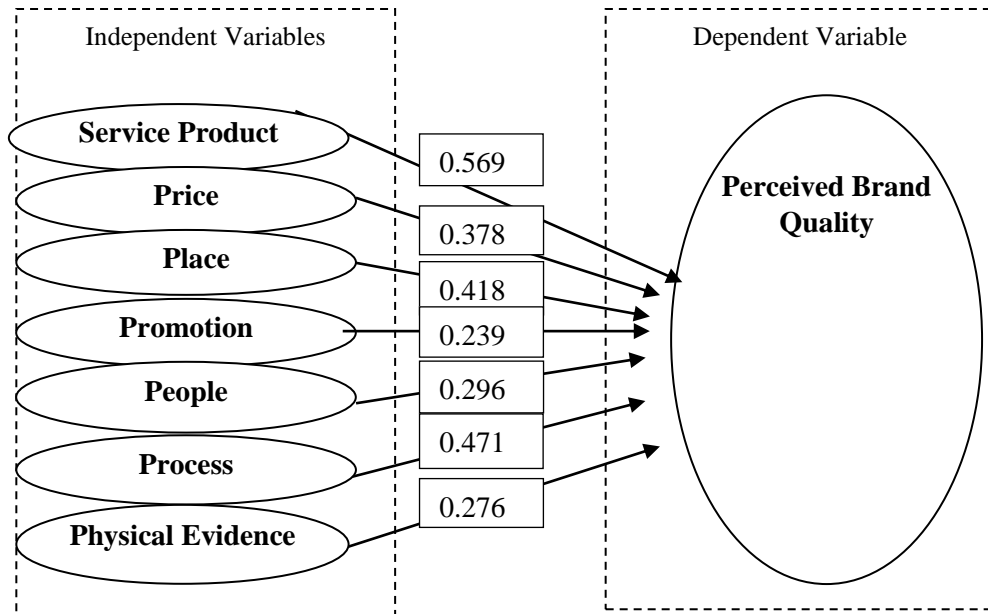 Independent Variables
Dependent Variable
Service Product
Price
Place
Promotion
People
Process
Physical Evidence
0.569
0.378
0.418
0.239
0.296
0.471
0.276
Perceived Brand
Quality